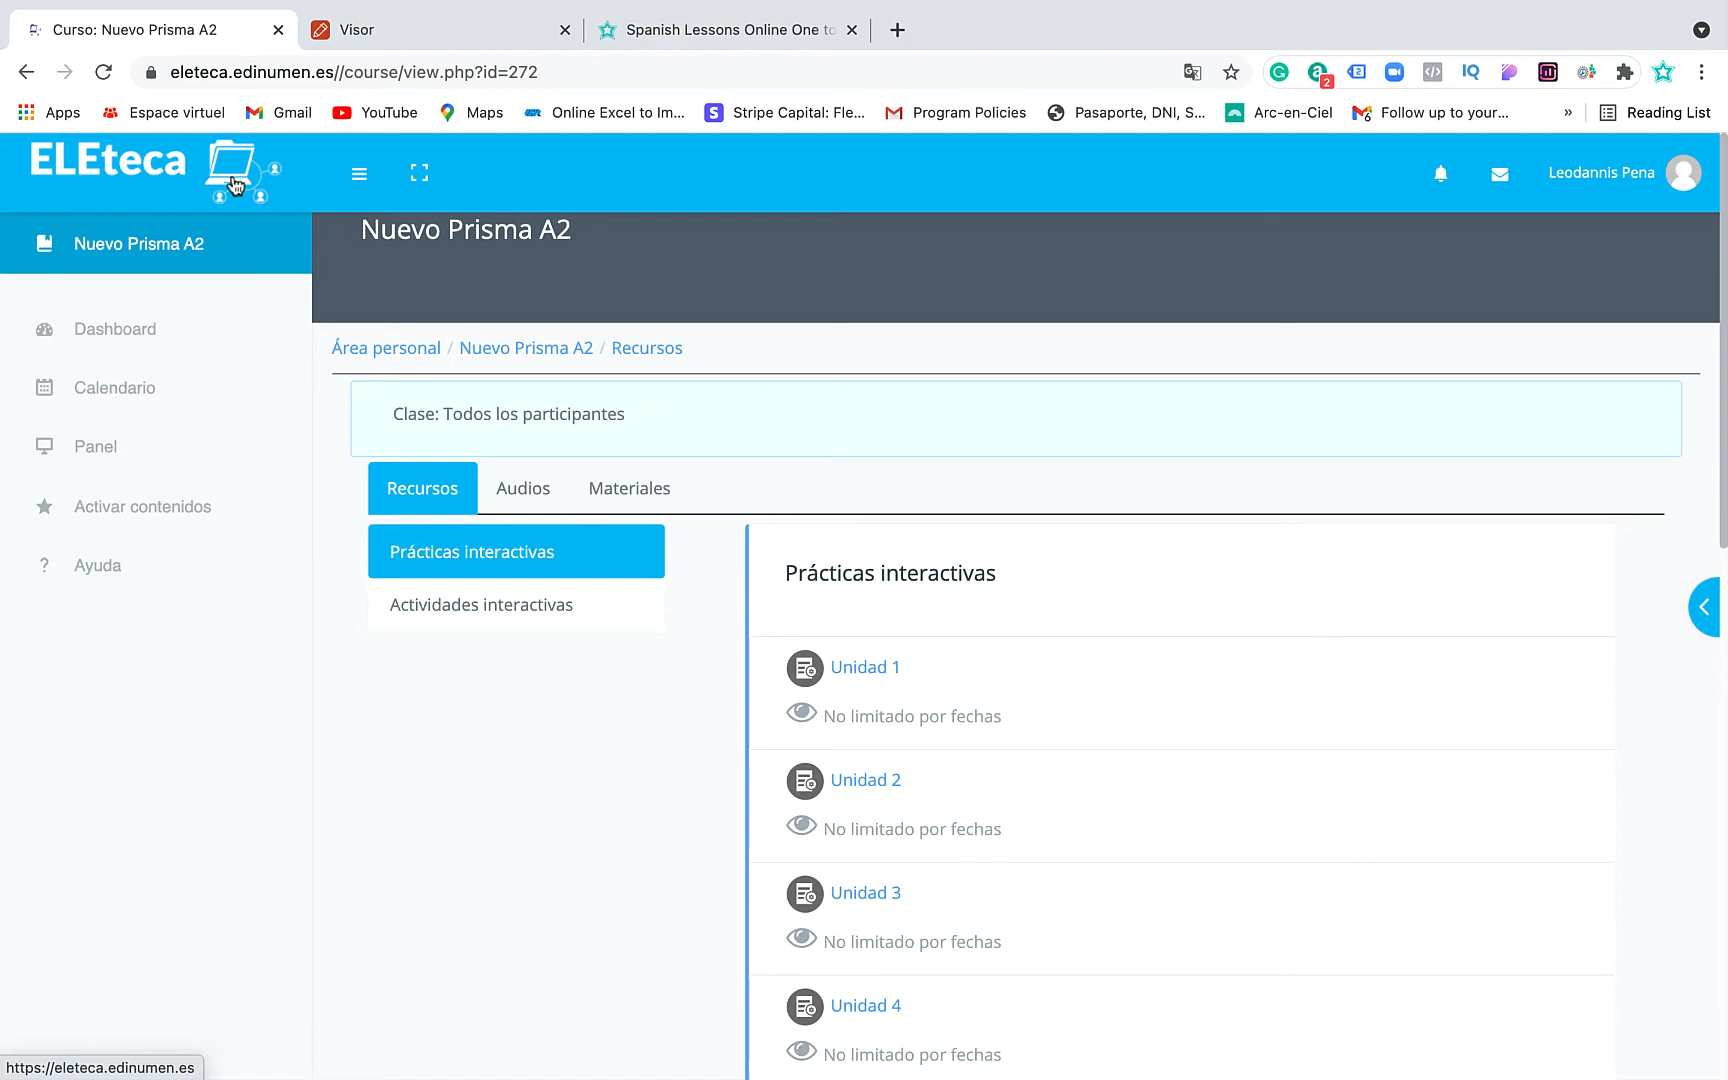 Curso: Nuevo Prisma A2
Visor
Spanish Lessons Online One to
eleteca.edinumen.es//course/view.php?id=272
2
Apps
Espace virtuel
Gmail
YouTube
Maps
Online Excel to Im...
Stripe Capital: Fle...
Program Policies
Pasaporte, DNI, S...
Arc-en-Ciel
Follow up to your...
»
Reading List
ELEteca
Leodannis Pena
Nuevo Prisma A2
Nuevo Prisma A2
Dashboard
Calendario
Panel
Activar contenidos
? Ayuda
Área personal / Nuevo Prisma A2 / Recursos
Clase: Todos los participantes
Recursos Audios Materiales
Prácticas interactivas
Actividades interactivas
Prácticas interactivas
Unidad 1
No limitado por fechas
Unidad 2
No limitado por fechas
Unidad 3
No limitado por fechas
Unidad 4
No limitado por fechas
https://eleteca.edinumen.es